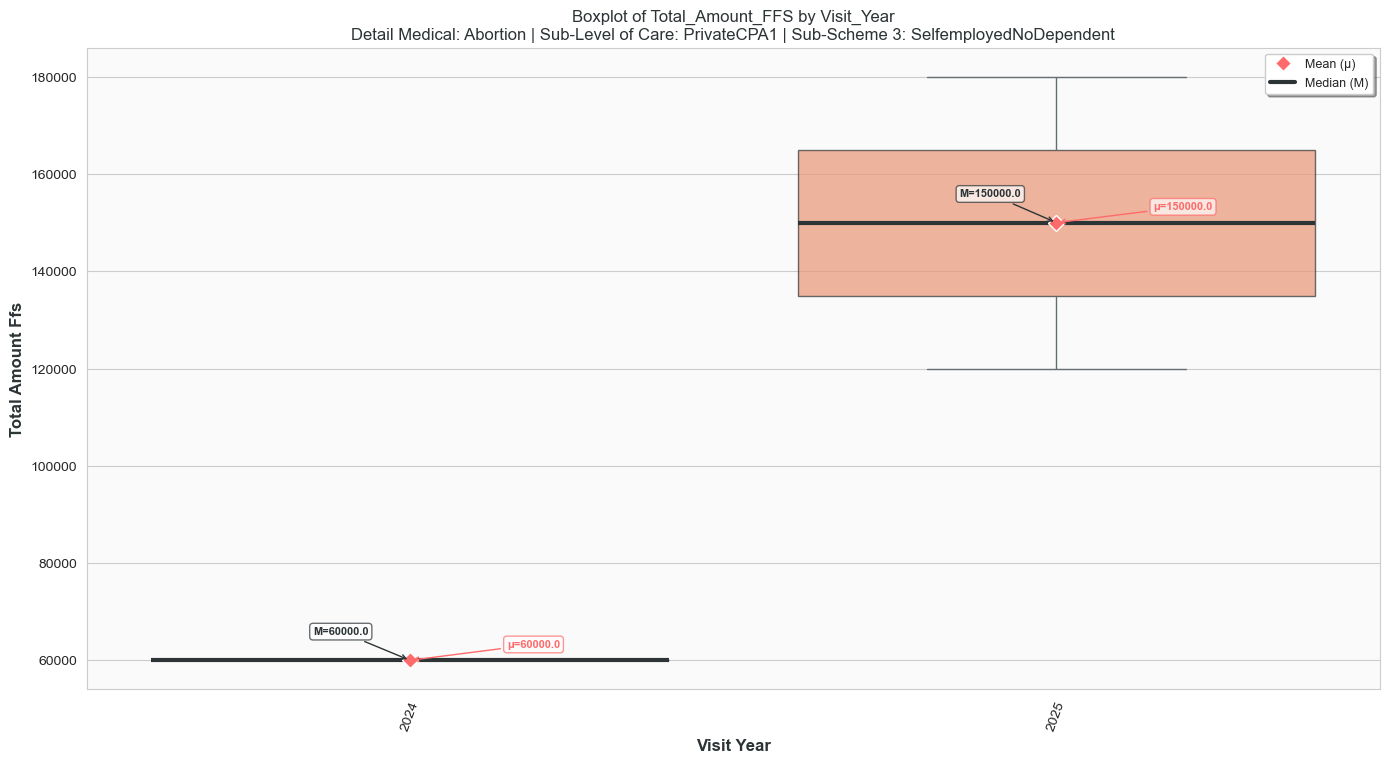 Boxplot of Total_Amount_FFS by Visit_Year
Detail Medical: Abortion | Sub-Level of Care: PrivateCPA1 | Sub-Scheme 3: SelfemployedNoDependent
Mean (μ)
Median (M)
Total Amount Ffs
180000
160000
140000
120000
100000
80000
60000
M=150000.0
μ=150000.0
M=60000.0
μ=60000.0
2024
2025
Visit Year